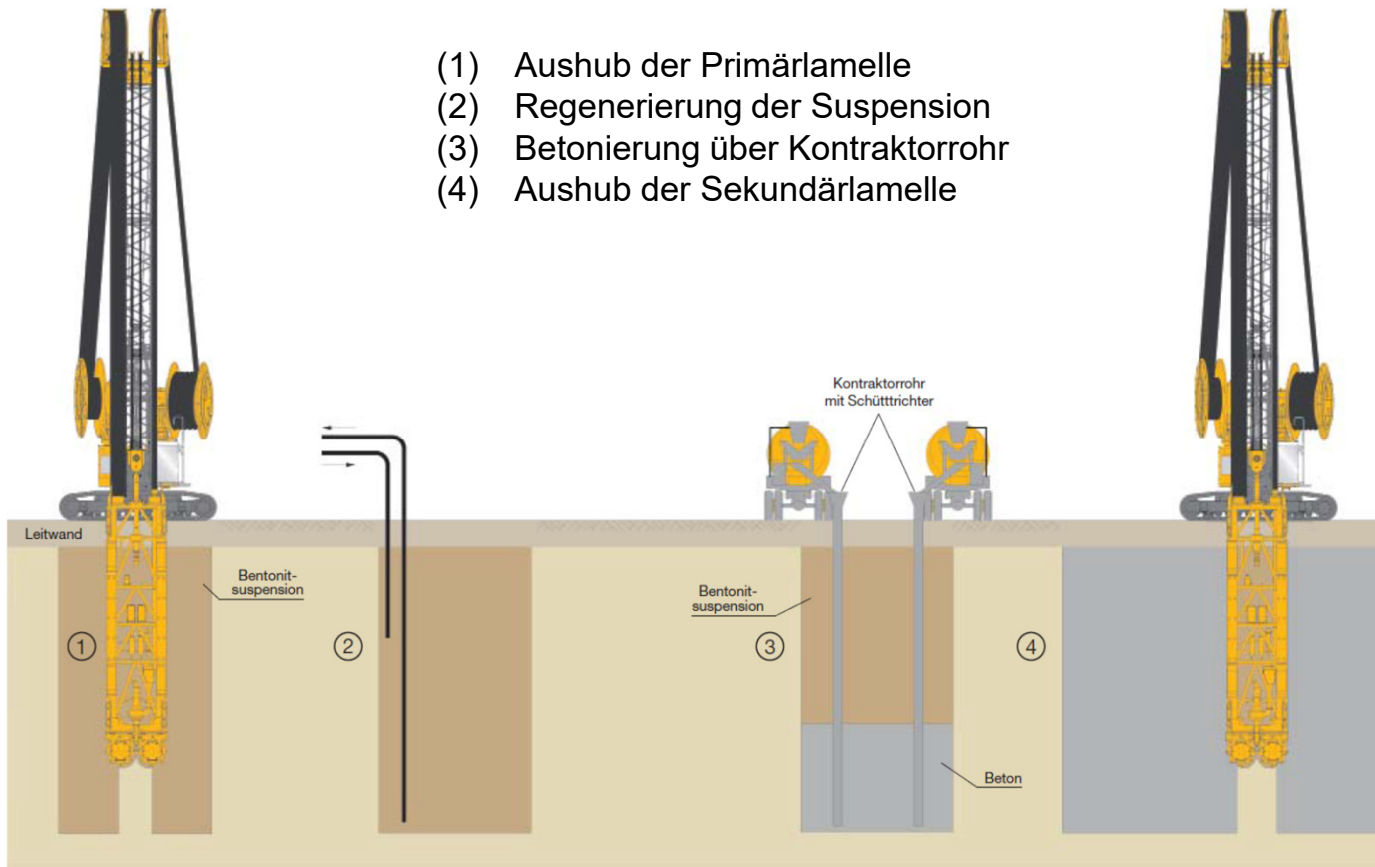 (1) Aushub der Primärlamelle
(2) Regenerierung der Suspension
(3) Betonierung über Kontraktorrohr
(4) Aushub der Sekundärlamelle
Kontraktorrohr
mit Schütttrichter
Leitwand
Bentonit-
suspension
1
2
Bentonit-
suspension
3
4
Beton